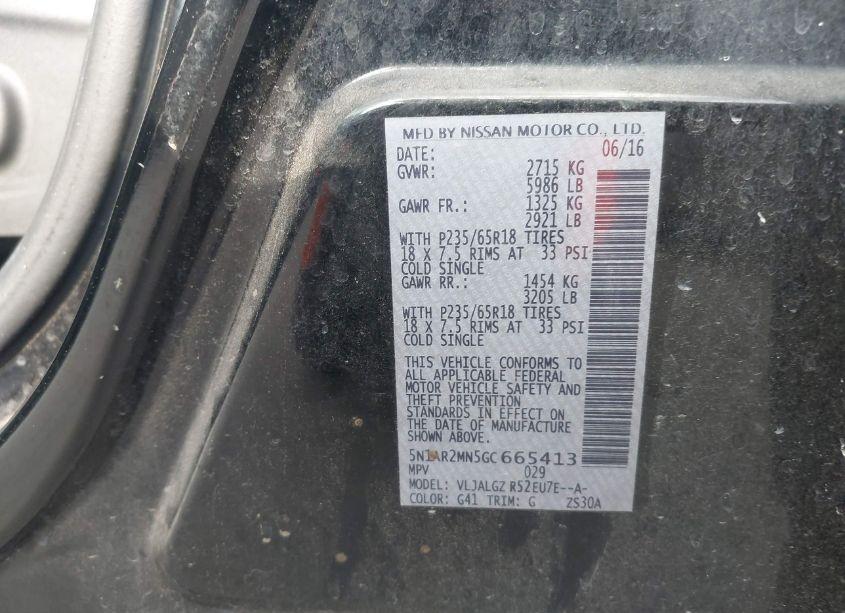 MFD BY NISSAN MOTOR CO., LTD.
DATE: 06/16
GVWR: 2715 KG
5986 LB
GAWR FR.: 1325 KG
2921 LB
WITH P235/65R18 TIRES
18 X 7.5 RIMS AT 33 PSI
COLD SINGLE
GAWR RR.: 1454 KG
3205 LB
WITH P235/65R18 TIRES
18 X 7.5 RIMS AT 33 PSI
COLD SINGLE
THIS VEHICLE CONFORMS TO
ALL APPLICABLE FEDERAL
MOTOR VEHICLE SAFETY AND
THEFT PREVENTION
STANDARDS IN EFFECT ON
THE DATE OF MANUFACTURE
SHOWN ABOVE.
5N1AR2MN5GC665413
MPV 029
MODEL: VLJALGZ R52EU7E--A-
COLOR: G41 TRIM: G ZS30A